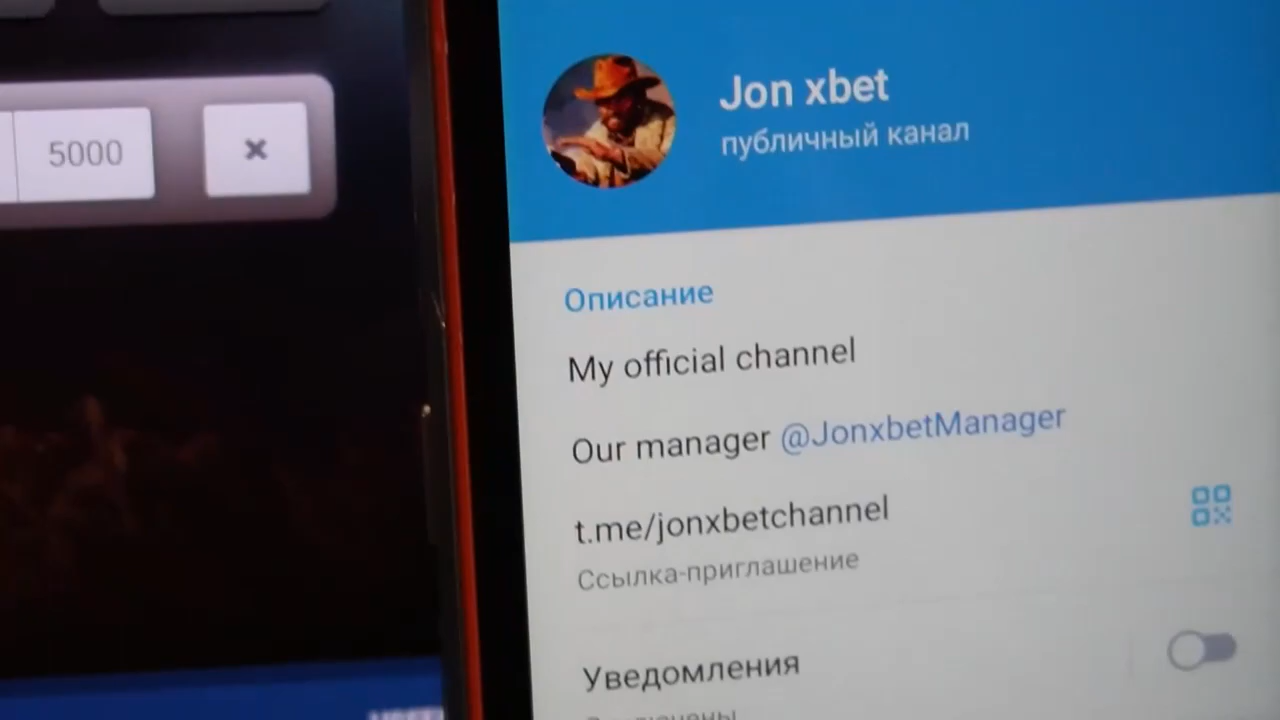 5000
Jon xbet
публичный канал
Описание
My official channel
Our manager @JonxbetManager
t.me/jonxbetchannel
Ссылка-приглашение
Уведомления